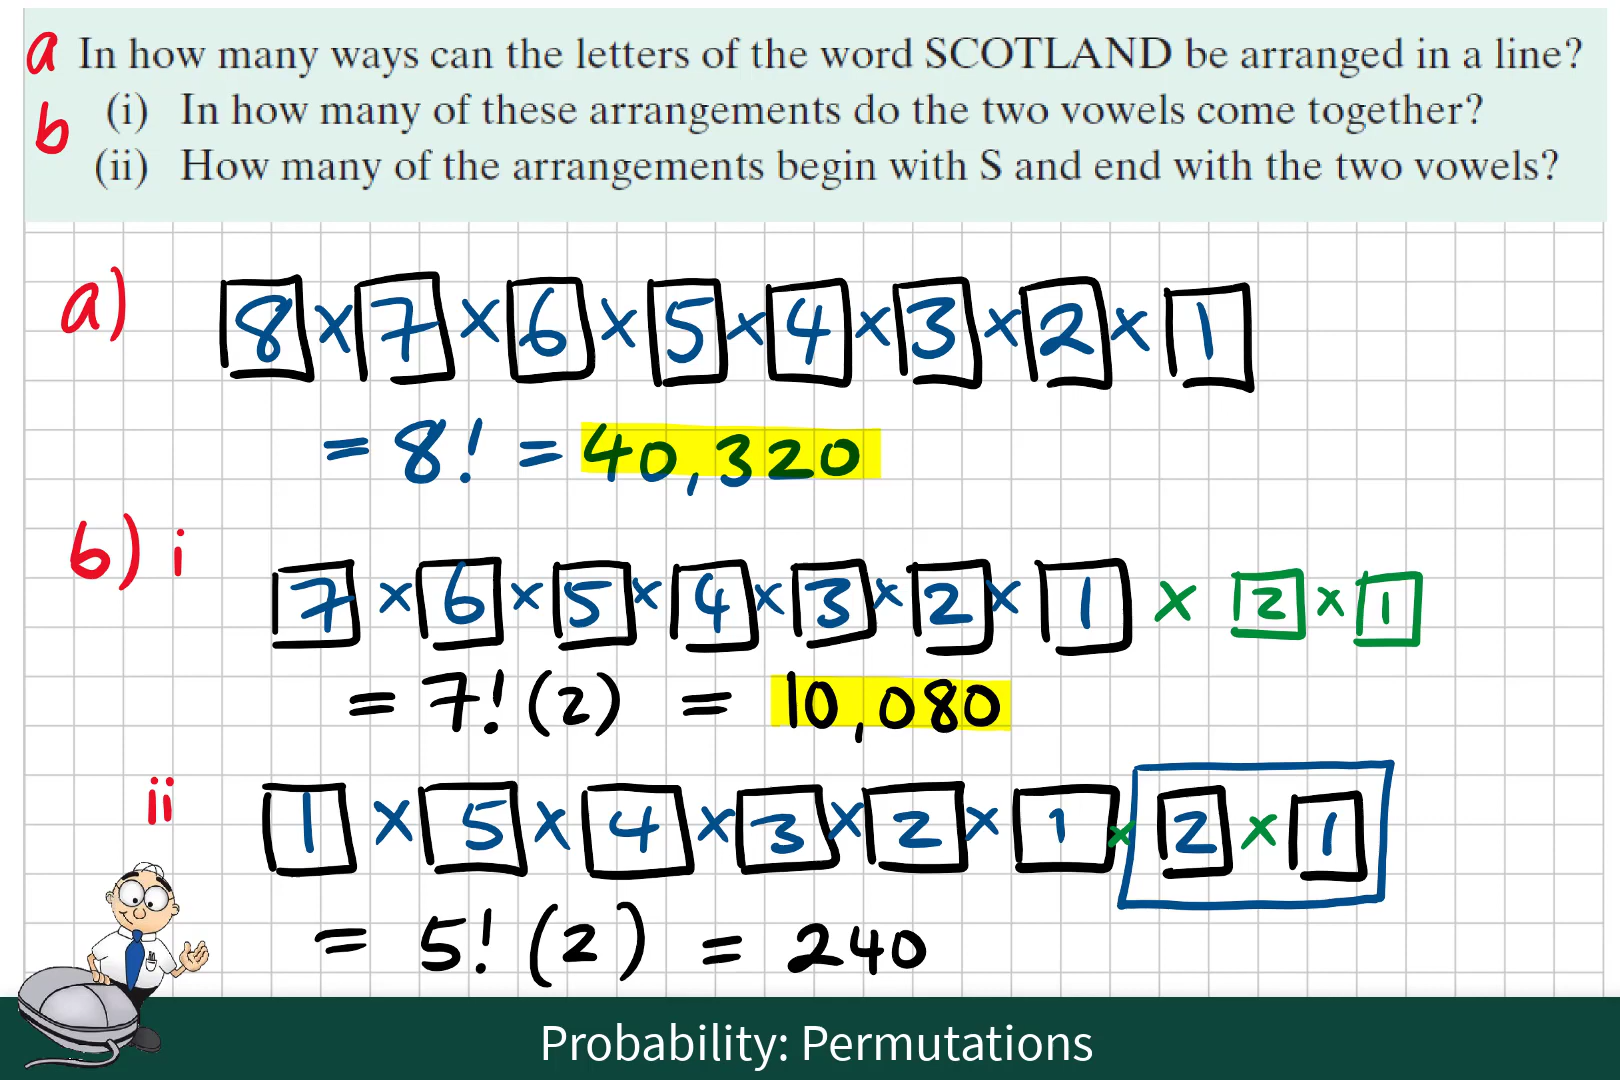 a In how many ways can the letters of the word SCOTLAND be arranged in a line?
b (i) In how many of these arrangements do the two vowels come together?
(ii) How many of the arrangements begin with S and end with the two vowels?
a) 8 × 7 × 6 × 5 × 4 × 3 × 2 × 1
= 8! = 40,320
b) i 7 × 6 × 5 × 4 × 3 × 2 × 1 × 2 × 1
= 7! (2) = 10,080
ii 1 × 5 × 4 × 3 × 2 × 1 × 2 × 1
= 5! (2) = 240
Probability: Permutations